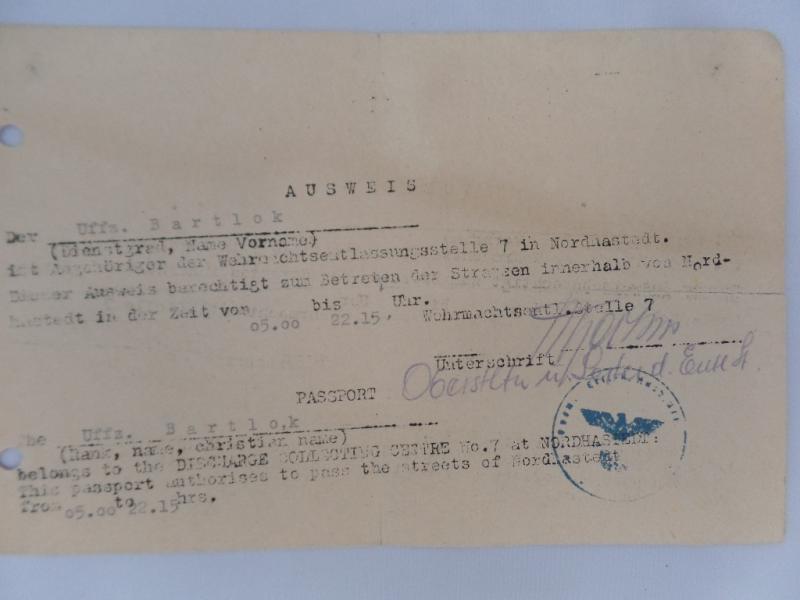 AUSWEIS
Der Uffz. Bartlok
(Dienstgrad, Name Vorname)
ist Angehöriger der Wehrmachtsentlassungsstelle 7 in Nordhastedt.
Dieser Ausweis berechtigt zum Betreten der Strassen innerhalb von Nord-
hastedt in der Zeit von 05.00 bis 22.15, Uhr.
Wehrmachtsentl.Stelle 7
Unterschrift
PASSPORT
The Uffz. Bartlok
(Rank, name, christian name)
belongs to the DISCHARGE COLLECTING CENTRE No.7 at NORDHASTEDT.
This passport authorises to pass the streets of Nordhastedt
from 05.00 to 22.15 hrs.